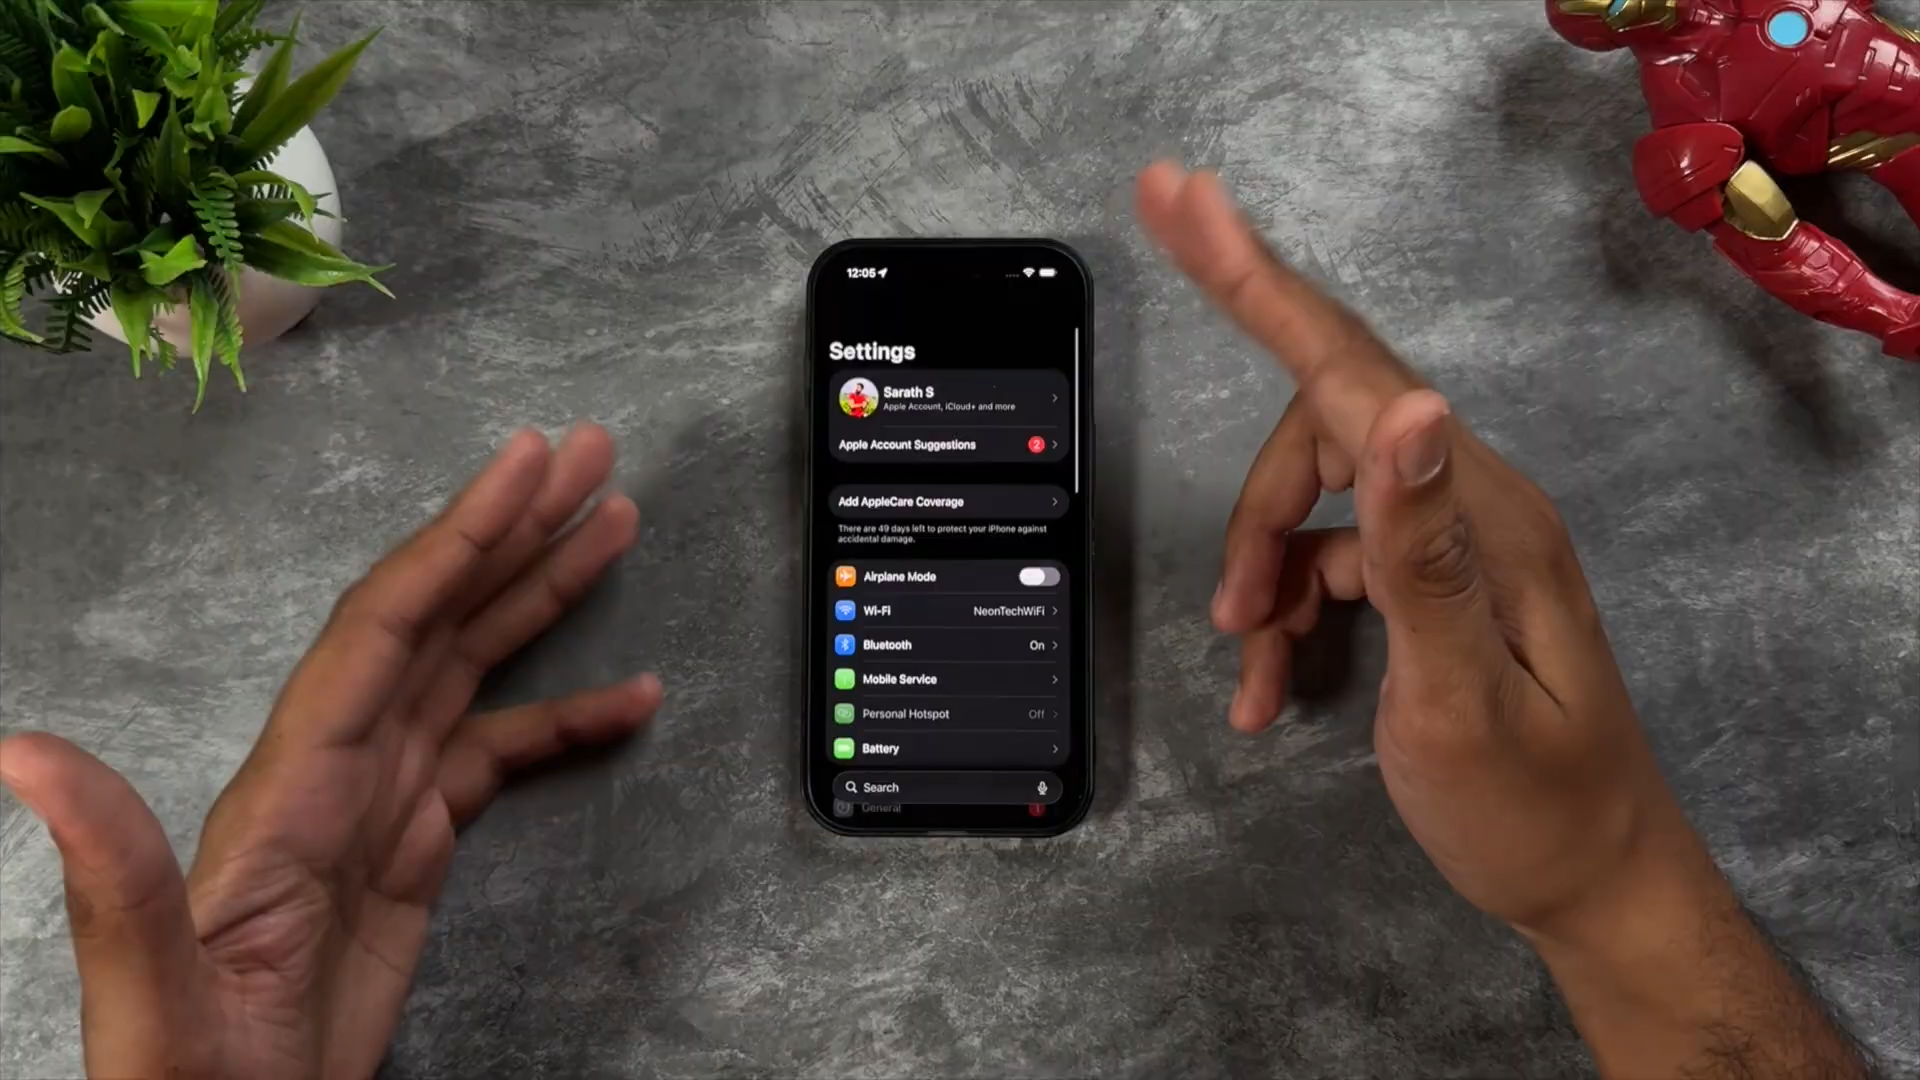 12:05
Settings
Sarath S
Apple Account, iCloud+ and more
Apple Account Suggestions 2
Add AppleCare Coverage
There are 49 days left to protect your iPhone against
accidental damage.
Airplane Mode
Wi-Fi NeonTechWiFi
Bluetooth On
Mobile Service
Personal Hotspot Off
Battery
Search
General 1